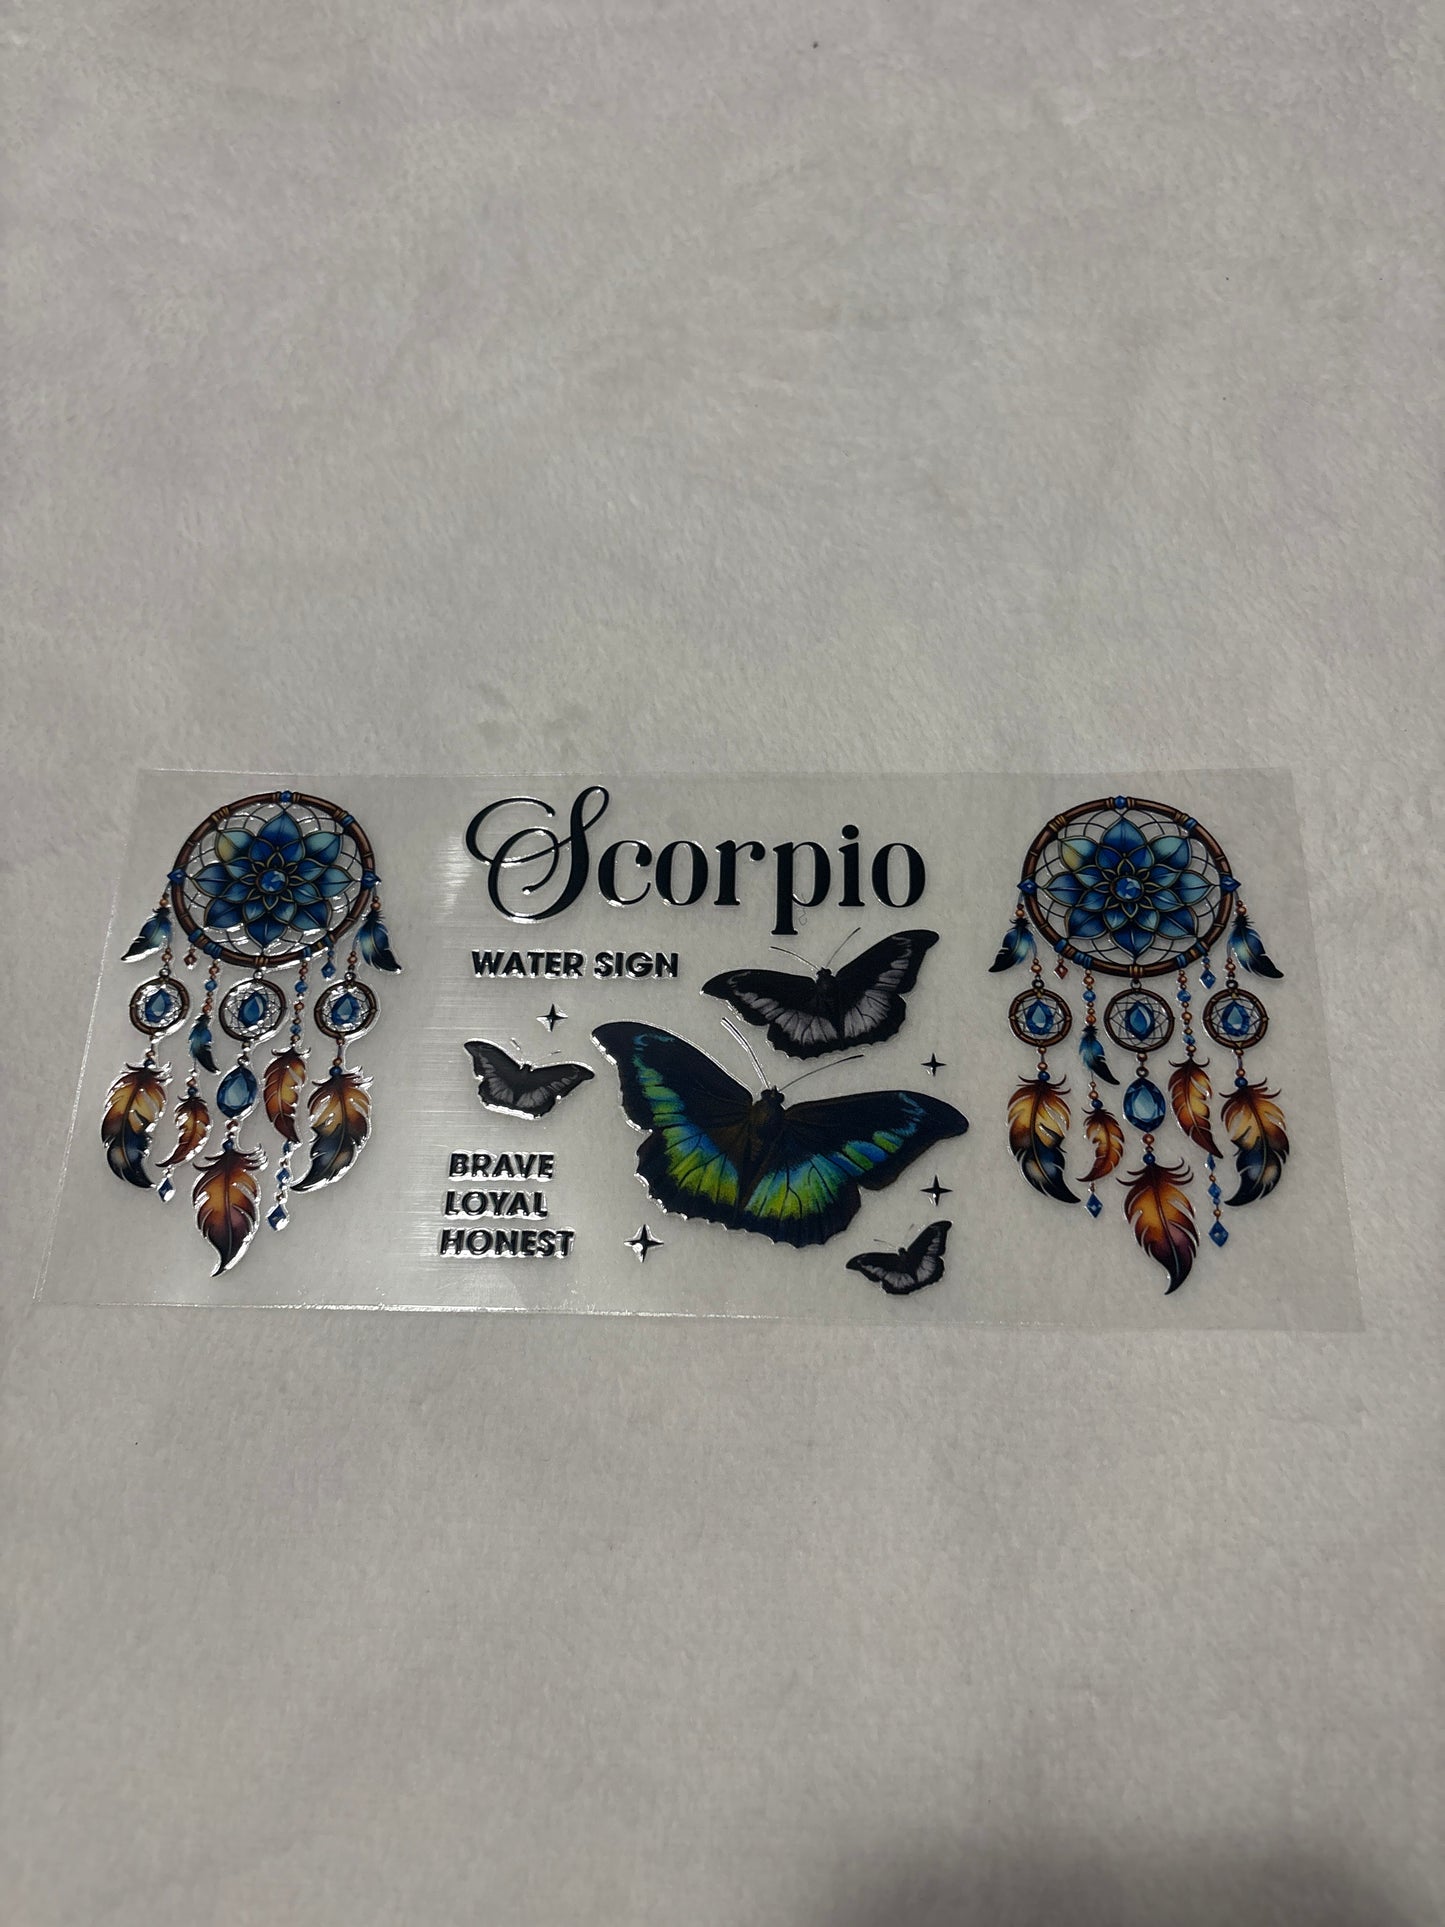 Scorpio
WATER SIGN
BRAVE
LOYAL
HONEST